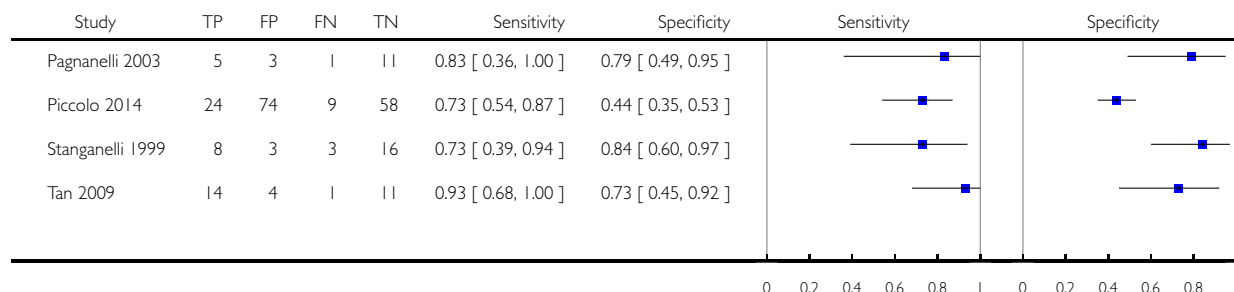 Study TP FP FN TN Sensitivity Specificity Sensitivity Specificity
Pagnanelli 2003 5 3 1 11 0.83 [ 0.36, 1.00 ] 0.79 [ 0.49, 0.95 ]
Piccolo 2014 24 74 9 58 0.73 [ 0.54, 0.87 ] 0.44 [ 0.35, 0.53 ]
Stanganelli 1999 8 3 3 16 0.73 [ 0.39, 0.94 ] 0.84 [ 0.60, 0.97 ]
Tan 2009 14 4 1 11 0.93 [ 0.68, 1.00 ] 0.73 [ 0.45, 0.92 ]
0 0.2 0.4 0.6 0.8 1 0 0.2 0.4 0.6 0.8